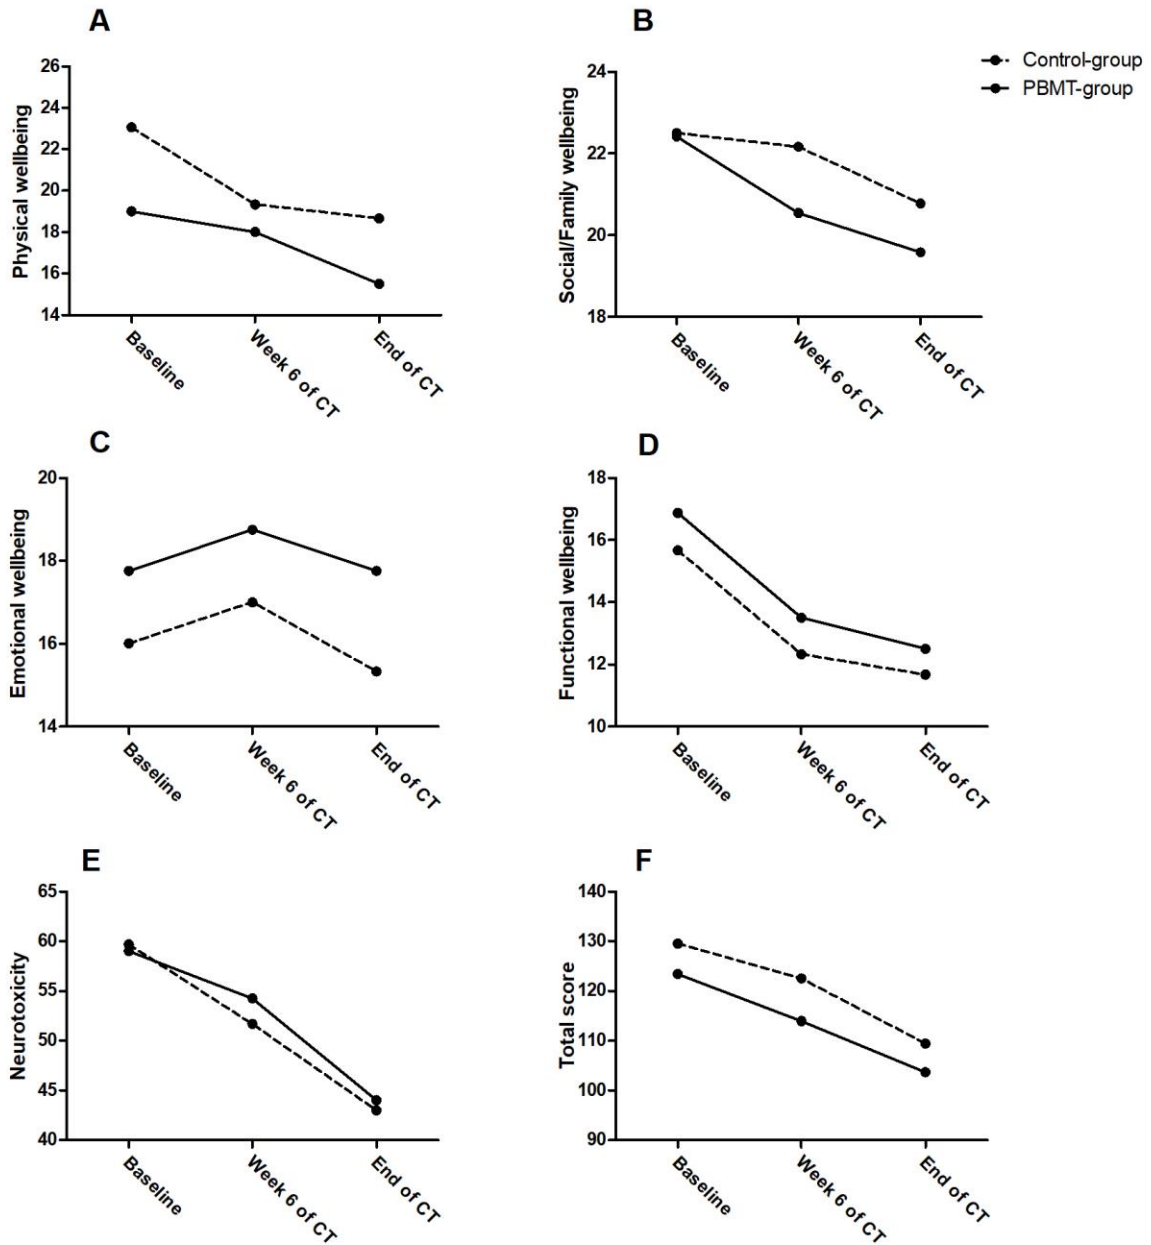 A
B
Control-group
PBMT-group
Physical wellbeing
26
24
22
20
18
16
14
Baseline
Week 6 of CT
End of CT
Social/Family wellbeing
24
22
20
18
Baseline
Week 6 of CT
End of CT
C
D
Emotional wellbeing
20
18
16
14
Baseline
Week 6 of CT
End of CT
Functional wellbeing
18
16
14
12
10
Baseline
Week 6 of CT
End of CT
E
F
Neurotoxicity
65
60
55
50
45
40
Baseline
Week 6 of CT
End of CT
Total score
140
130
120
110
100
90
Baseline
Week 6 of CT
End of CT